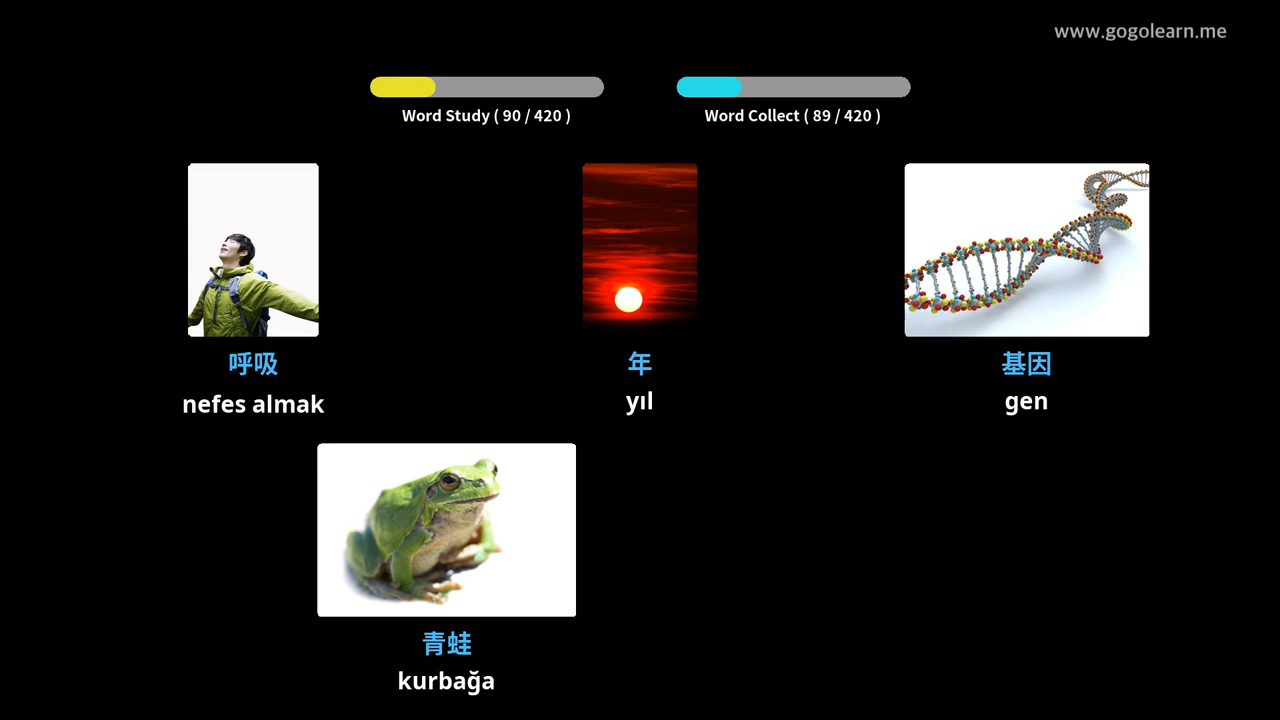 www.gogolearn.me
Word Study ( 90 / 420 )
Word Collect ( 89 / 420 )
呼吸
nefes almak
年
yıl
基因
gen
青蛙
kurbağa